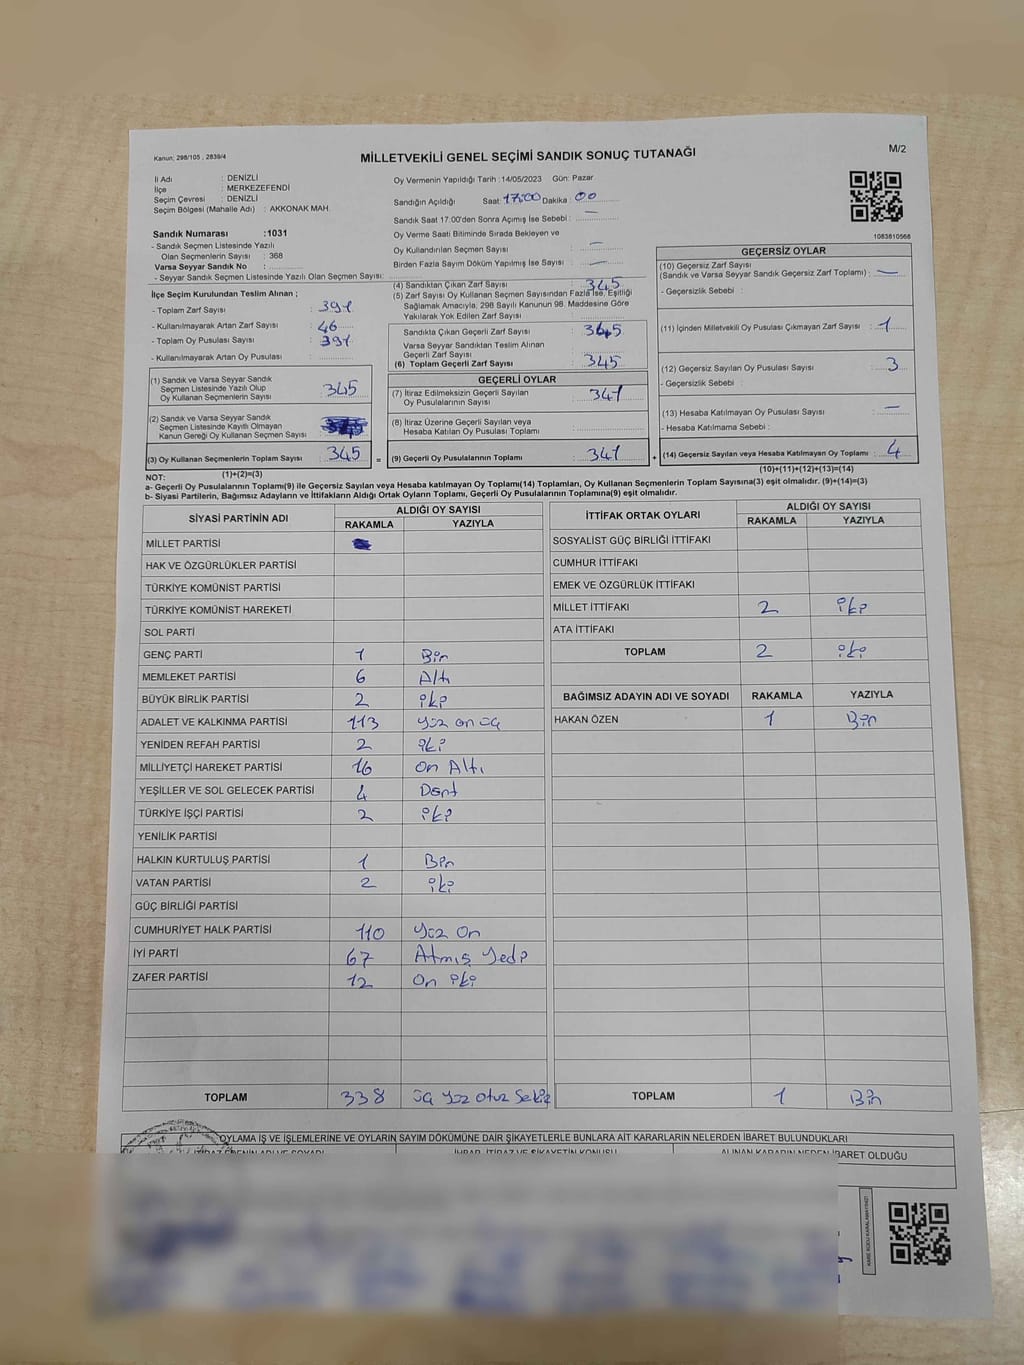 Kanun; 298/105 , 2839/4
MİLLETVEKİLİ GENEL SEÇİMİ SANDIK SONUÇ TUTANAĞI
M/2
İl Adı : DENİZLİ
İlçe : MERKEZEFENDİ
Seçim Çevresi : DENİZLİ
Seçim Bölgesi (Mahalle Adı) : AKKONAK MAH.
Oy Vermenin Yapıldığı Tarih :14/05/2023 Gün: Pazar
Sandığın Açıldığı Saat: 17:00 Dakika : 00
Sandık Saat 17.00'den Sonra Açımış İse Sebebi : —
Oy Verme Saati Bitiminde Sırada Bekleyen ve
Oy Kullandırılan Seçmen Sayısı : —
Birden Fazla Sayım Döküm Yapılmış İse Sayısı : —
1083610566
Sandık Numarası :1031
- Sandık Seçmen Listesinde Yazılı
Olan Seçmenlerin Sayısı : 368
Varsa Seyyar Sandık No :
- Seyyar Sandık Seçmen Listesinde Yazılı Olan Seçmen Sayısı:
İlçe Seçim Kurulundan Teslim Alınan ;
- Toplam Zarf Sayısı : 391
- Kullanılmayarak Artan Zarf Sayısı : 46
- Toplam Oy Pusulası Sayısı : 391
- Kullanılmayarak Artan Oy Pusulası :
(1) Sandık ve Varsa Seyyar Sandık
Seçmen Listesinde Yazılı Olup
Oy Kullanan Seçmen Sayısı : 345
(2) Sandık ve Varsa Seyyar Sandık
Seçmen Listesinde Kayıtlı Olmayan
Kanun Gereği Oy Kullanan Seçmen Sayısı :
(3) Oy Kullanan Seçmenlerin Toplam Sayısı : 345
(1)+(2)=(3)
(4) Sandıktan Çıkan Zarf Sayısı : 345
(5) Zarf Sayısı Oy Kullanan Seçmen Sayısından Fazla İse, Eşitliği
Sağlamak Amacıyla, 298 Sayılı Kanunun 98. Maddesine Göre
Yakılarak Yok Edilen Zarf Sayısı :
Sandıkta Çıkan Geçerli Zarf Sayısı : 345
Varsa Seyyar Sandıktan Teslim Alınan
Geçerli Zarf Sayısı :
(6) Toplam Geçerli Zarf Sayısı : 345
GEÇERLİ OYLAR
(7) İtiraz Edilmeksizin Geçerli Sayılan
Oy Pusulalarının Sayısı : 341
(8) İtiraz Üzerine Geçerli Sayılan veya
Hesaba Katılan Oy Pusulası Toplamı :
= (9) Geçerli Oy Pusulalarının Toplamı : 341
GEÇERSİZ OYLAR
(10) Geçersiz Zarf Sayısı
(Sandık ve Varsa Seyyar Sandık Geçersiz Zarf Toplamı) : —
- Geçersizlik Sebebi :
(11) İçinden Milletvekili Oy Pusulası Çıkmayan Zarf Sayısı : 1
(12) Geçersiz Sayılan Oy Pusulası Sayısı : 3
- Geçersizlik Sebebi :
(13) Hesaba Katılmayan Oy Pusulası Sayısı : —
- Hesaba Katılmama Sebebi :
+ (14) Geçersiz Sayılan veya Hesaba Katılmayan Oy Toplamı : 4
(10)+(11)+(12)+(13)=(14)
NOT:
a- Geçerli Oy Pusulalarının Toplamı(9) ile Geçersiz Sayılan veya Hesaba Katılmayan Oy Toplamı(14) Toplamları, Oy Kullanan Seçmenlerin Toplam Sayısına(3) eşit olmalıdır. (9)+(14)=(3)
b- Siyasi Partilerin, Bağımsız Adayların ve İttifakların Aldığı Ortak Oyların Toplamı, Geçerli Oy Pusulalarının Toplamına(9) eşit olmalıdır.
SİYASİ PARTİNİN ADI ALDIĞI OY SAYISI
RAKAMLA YAZIYLA
MİLLET PARTİSİ
HAK VE ÖZGÜRLÜKLER PARTİSİ
TÜRKİYE KOMÜNİST PARTİSİ
TÜRKİYE KOMÜNİST HAREKETİ
SOL PARTİ
GENÇ PARTİ 1 Bir
MEMLEKET PARTİSİ 6 Altı
BÜYÜK BİRLİK PARTİSİ 2 iki
ADALET VE KALKINMA PARTİSİ 113 Yüz on üç
YENİDEN REFAH PARTİSİ 2 iki
MİLLİYETÇİ HAREKET PARTİSİ 16 On Altı
YEŞİLLER VE SOL GELECEK PARTİSİ 4 Dört
TÜRKİYE İŞÇİ PARTİSİ 2 iki
YENİLİK PARTİSİ
HALKIN KURTULUŞ PARTİSİ 1 Bir
VATAN PARTİSİ 2 iki
GÜÇ BİRLİĞİ PARTİSİ
CUMHURİYET HALK PARTİSİ 110 Yüz On
İYİ PARTİ 67 Atmış Yedi
ZAFER PARTİSİ 12 On iki
TOPLAM 338 üç Yüz Otuz Sekiz
İTTİFAK ORTAK OYLARI ALDIĞI OY SAYISI
RAKAMLA YAZIYLA
SOSYALİST GÜÇ BİRLİĞİ İTTİFAKI
CUMHUR İTTİFAKI
EMEK VE ÖZGÜRLÜK İTTİFAKI
MİLLET İTTİFAKI 2 iki
ATA İTTİFAKI
TOPLAM 2 iki
BAĞIMSIZ ADAYIN ADI VE SOYADI RAKAMLA YAZIYLA
HAKAN ÖZEN 1 Bir
TOPLAM 1 Bir
OYLAMA İŞ VE İŞLEMLERİNE VE OYLARIN SAYIM DÖKÜMÜNE DAİR ŞİKAYETLERLE BUNLARA AİT KARARLARIN NELERDEN İBARET BULUNDUKLARI
İTİRAZ EDENİN ADI VE SOYADI İHBAR, İTİRAZ VE ŞİKAYETİN KONUSU ALINAN KARARIN NEDEN İBARET OLDUĞU